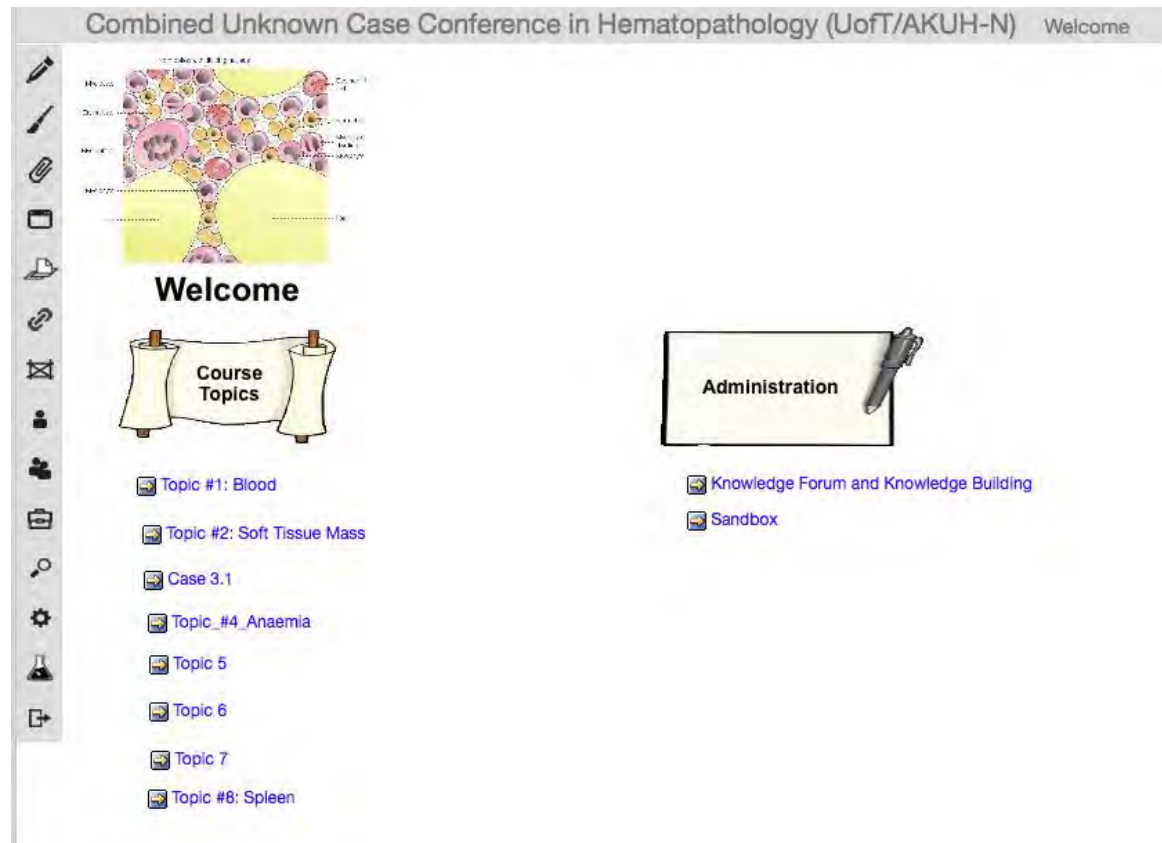 Combined Unknown Case Conference in Hematopathology (UofT/AKUH-N) Welcome
Welcome
Course
Topics
Topic #1: Blood
Topic #2: Soft Tissue Mass
Case 3.1
Topic_#4_Anaemia
Topic 5
Topic 6
Topic 7
Topic #8: Spleen
Administration
Knowledge Forum and Knowledge Building
Sandbox